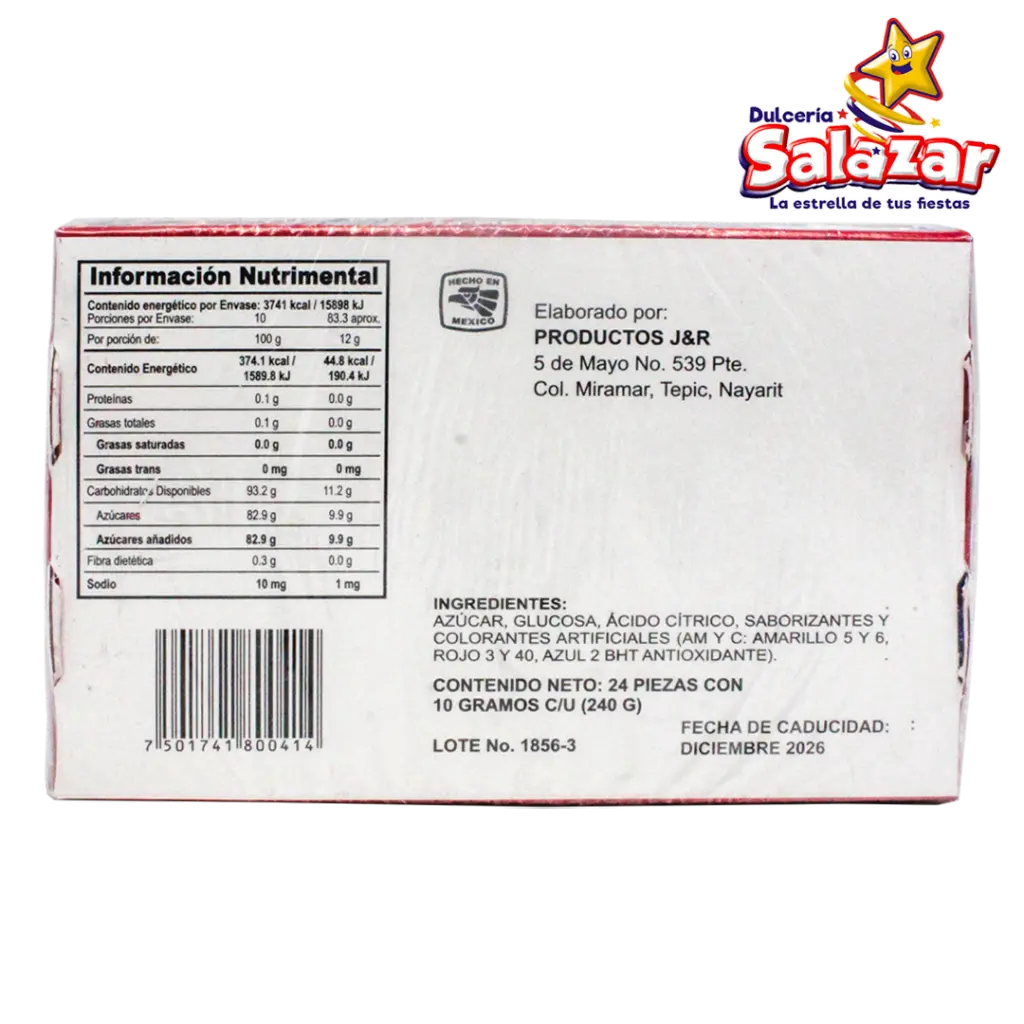 Dulcería
Salazar
La estrella de tus fiestas
Información Nutrimental
Contenido energético por Envase: 3741 kcal / 15898 kJ
Porciones por Envase: 10 83.3 aprox.
Por porción de: 100 g 12 g
Contenido Energético 374.1 kcal / 1589.8 kJ 44.8 kcal / 190.4 kJ
Proteinas 0.1 g 0.0 g
Grasas totales 0.1 g 0.0 g
Grasas saturadas 0.0 g 0.0 g
Grasas trans 0 mg 0 mg
Carbohidratos Disponibles 93.2 g 11.2 g
Azúcares 82.9 g 9.9 g
Azúcares añadidos 82.9 g 9.9 g
Fibra dietética 0.3 g 0.0 g
Sodio 10 mg 1 mg
HECHO EN
MEXICO
Elaborado por:
PRODUCTOS J&R
5 de Mayo No. 539 Pte.
Col. Miramar, Tepic, Nayarit
INGREDIENTES:
AZÚCAR, GLUCOSA, ÁCIDO CÍTRICO, SABORIZANTES Y
COLORANTES ARTIFICIALES (AM Y C: AMARILLO 5 Y 6,
ROJO 3 Y 40, AZUL 2 BHT ANTIOXIDANTE).
CONTENIDO NETO: 24 PIEZAS CON
10 GRAMOS C/U (240 G)
LOTE No. 1856-3
FECHA DE CADUCIDAD:
DICIEMBRE 2026
7 501741 800414